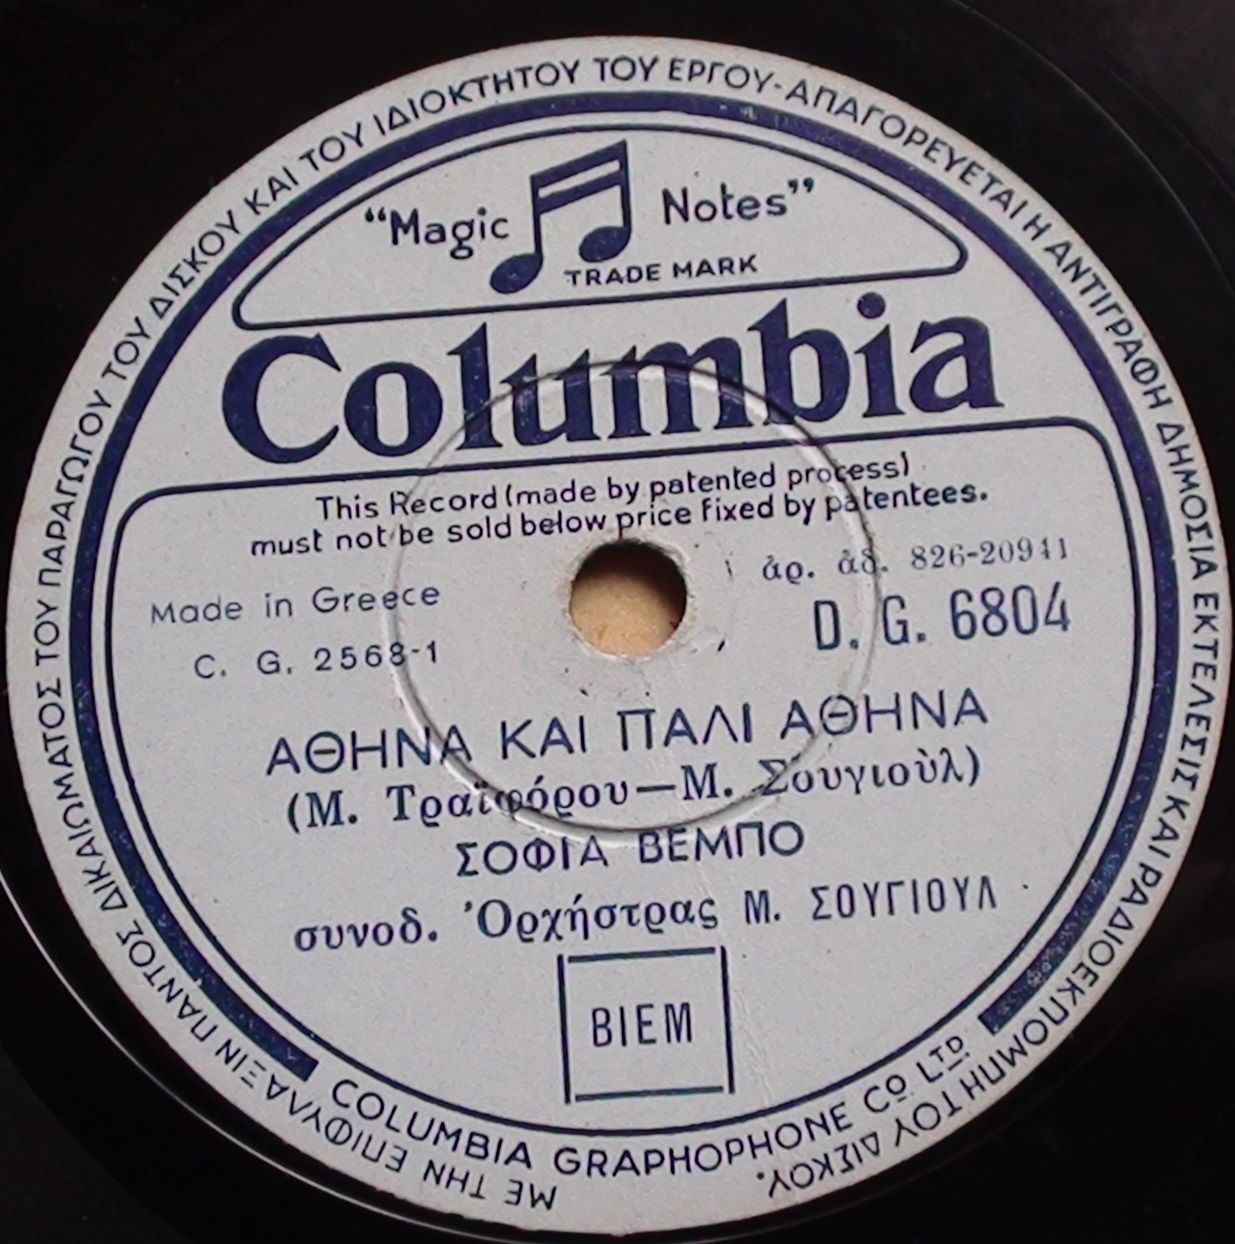 ΜΕ ΤΗΝ ΕΠΙΦΥΛΑΞΙΝ ΠΑΝΤΟΣ ΔΙΚΑΙΩΜΑΤΟΣ ΤΟΥ ΠΑΡΑΓΩΓΟΥ ΤΟΥ ΔΙΣΚΟΥ ΚΑΙ ΤΟΥ ΙΔΙΟΚΤΗΤΟΥ ΤΟΥ ΕΡΓΟΥ-ΑΠΑΓΟΡΕΥΕΤΑΙ Η ΑΝΤΙΓΡΑΦΗ ΔΗΜΟΣΙΑ ΕΚΤΕΛΕΣΙΣ ΚΑΙ ΡΑΔΙΟΕΚΠΟΜΠΗ ΤΟΥ ΔΙΣΚΟΥ ΤΟΥΤΟΥ.
“Magic Notes”
TRADE MARK
Columbia
This Record (made by patented process)
must not be sold below price fixed by patentees.
ἀρ. ἀδ. 826-20941
Made in Greece
D. G. 6804
C. G. 2568-1
ΑΘΗΝΑ ΚΑΙ ΠΑΛΙ ΑΘΗΝΑ
(Μ. Τραϊφόρου—Μ. Σουγιοὺλ)
ΣΟΦΙΑ ΒΕΜΠΟ
συνοδ. Ὀρχήστρας Μ. ΣΟΥΓΙΟΥΛ
BIEM
COLUMBIA GRAPHOPHONE CO. LTD.